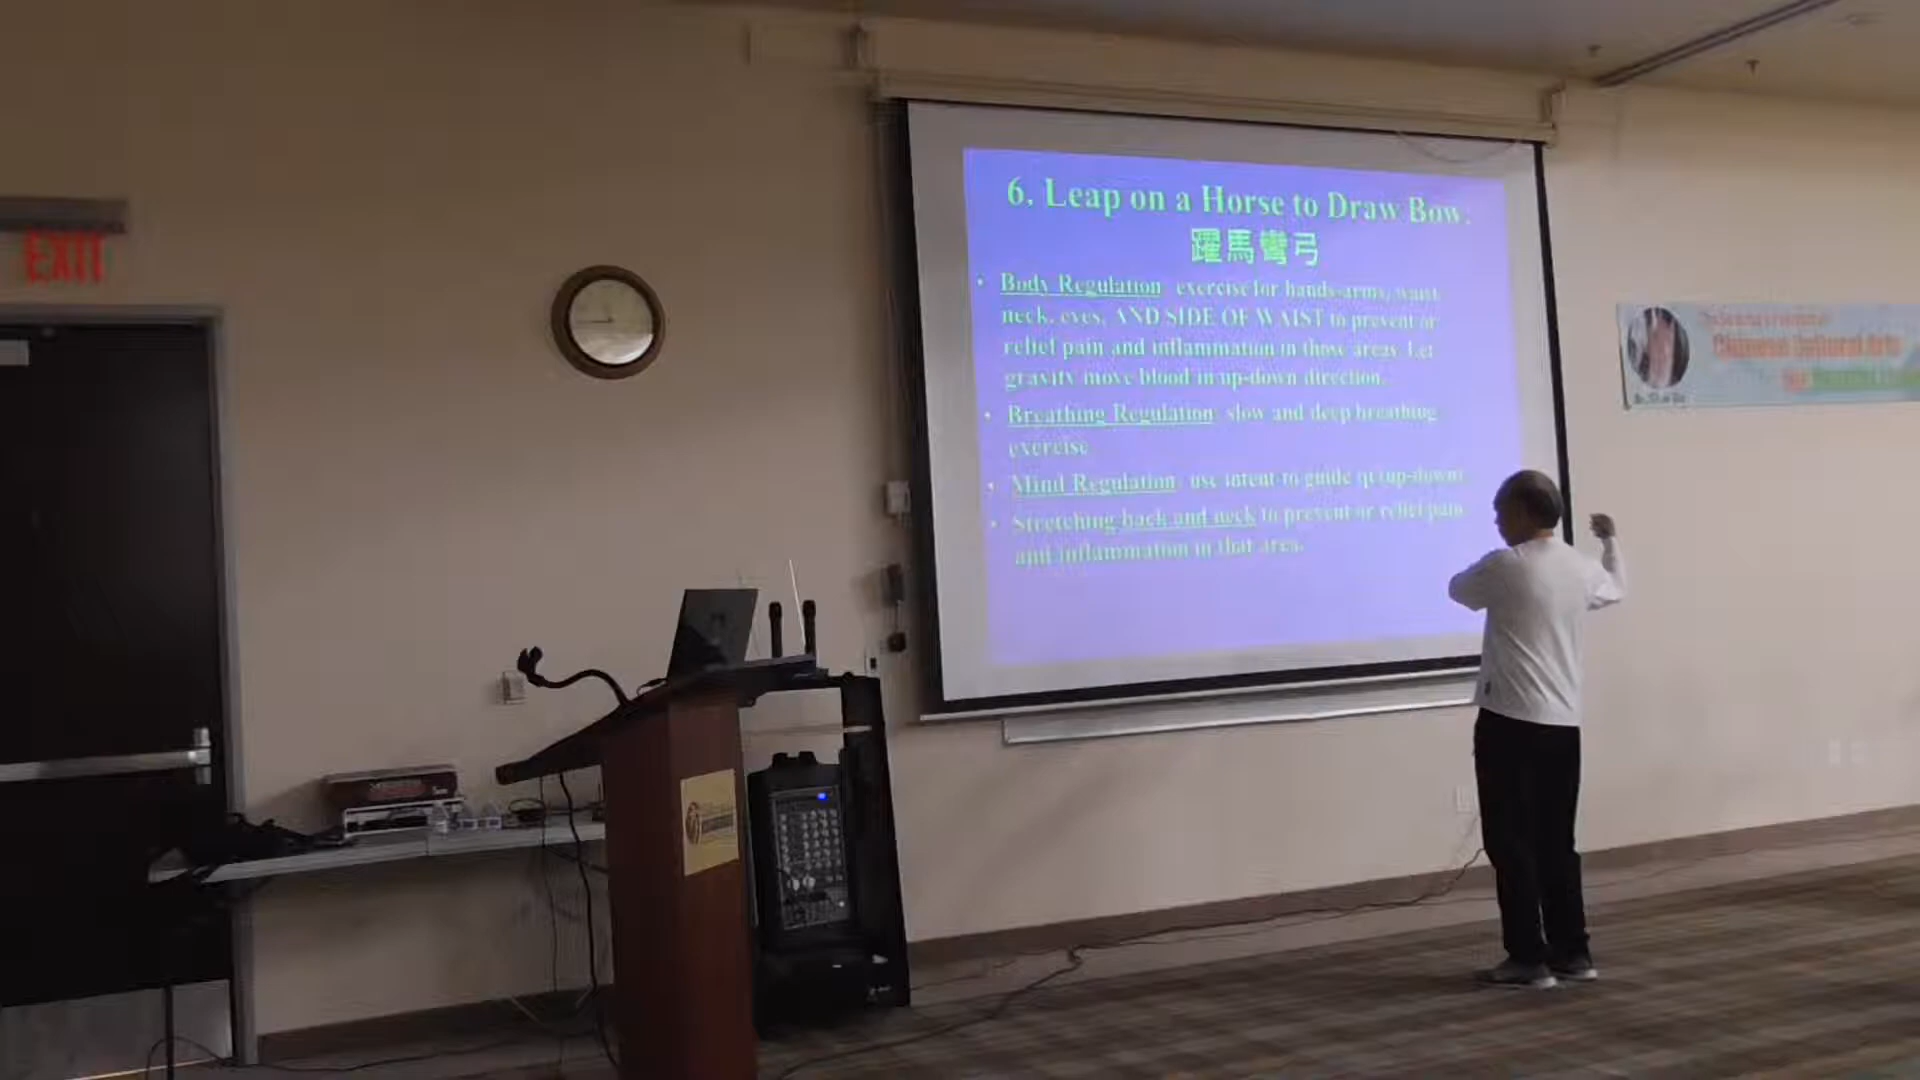 EXIT
6. Leap on a Horse to Draw Bow:
躍馬彎弓
• Body Regulation: exercise for hands-arms, waist,
neck, eyes, AND SIDE OF WAIST to prevent or
relief pain and inflammation in those areas. Let
gravity move blood in up-down direction.
• Breathing Regulation: slow and deep breathing
exercise
• Mind Regulation: use intent to guide qi (up-down)
• Stretching back and neck to prevent or relief pain
and inflammation in that area.
Chinese Cultural Arts